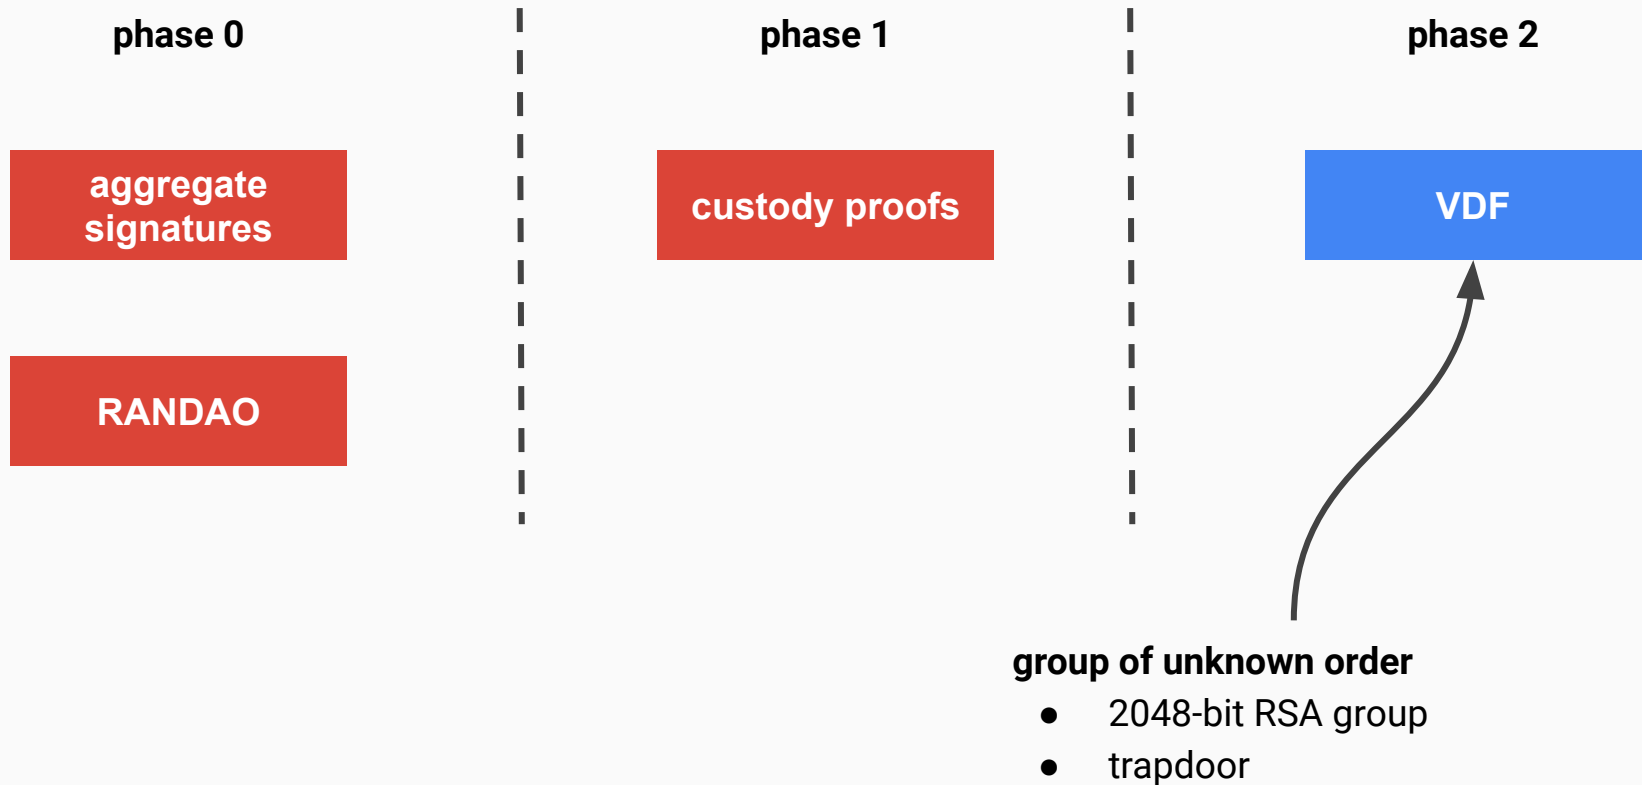 phase 0
phase 1
phase 2
aggregate
signatures
custody proofs
VDF
RANDAO
group of unknown order
● 2048-bit RSA group
● trapdoor